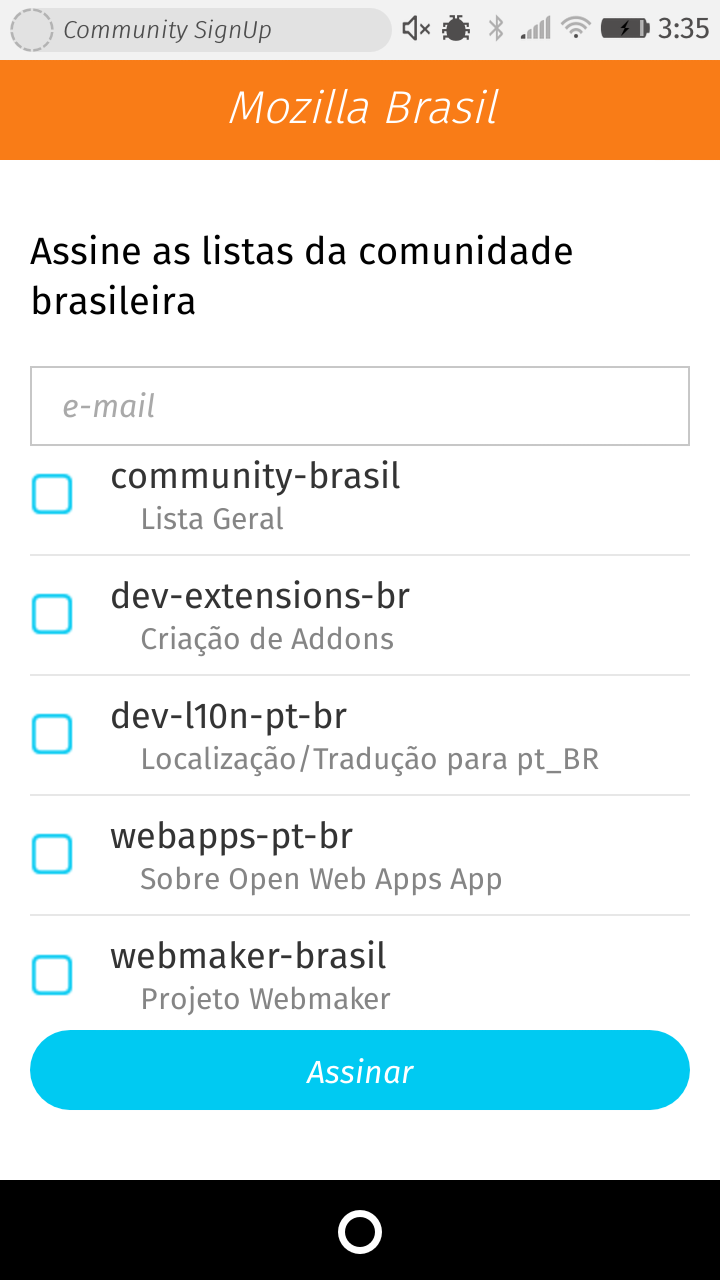 Community SignUp
3:35
Mozilla Brasil
Assine as listas da comunidade
brasileira
e-mail
community-brasil
Lista Geral
dev-extensions-br
Criação de Addons
dev-l10n-pt-br
Localização/Tradução para pt_BR
webapps-pt-br
Sobre Open Web Apps App
webmaker-brasil
Projeto Webmaker
Assinar